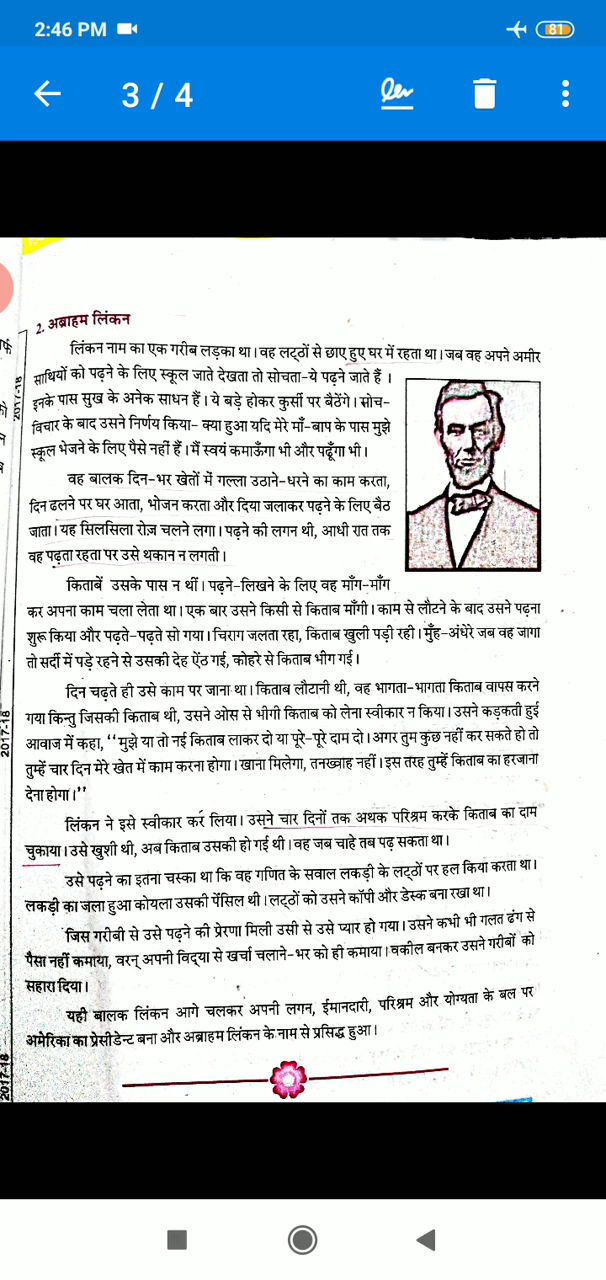 2:46 PM
81
3 / 4
2. अब्राहम लिंकन
लिंकन नाम का एक गरीब लड़का था। वह लट्ठों से छाए हुए घर में रहता था। जब वह अपने अमीर
साथियों को पढ़ने के लिए स्कूल जाते देखता तो सोचता-ये पढ़ने जाते हैं ।
इनके पास सुख के अनेक साधन हैं। ये बड़े होकर कुर्सी पर बैठेंगे। सोच-
विचार के बाद उसने निर्णय किया- क्या हुआ यदि मेरे माँ-बाप के पास मुझे
स्कूल भेजने के लिए पैसे नहीं हैं। मैं स्वयं कमाऊँगा भी और पढ़ूँगा भी।
वह बालक दिन-भर खेतों में गल्ला उठाने-धरने का काम करता,
दिन ढलने पर घर आता, भोजन करता और दिया जलाकर पढ़ने के लिए बैठ
जाता। यह सिलसिला रोज़ चलने लगा। पढ़ने की लगन थी, आधी रात तक
वह पढ़ता रहता पर उसे थकान न लगती।
किताबें उसके पास न थीं। पढ़ने-लिखने के लिए वह माँग-माँग
कर अपना काम चला लेता था। एक बार उसने किसी से किताब माँगी। काम से लौटने के बाद उसने पढ़ना
शुरू किया और पढ़ते-पढ़ते सो गया। चिराग जलता रहा, किताब खुली पड़ी रही। मुँह-अंधेरे जब वह जागा
तो सर्दी में पड़े रहने से उसकी देह ऐंठ गई, कोहरे से किताब भीग गई।
दिन चढ़ते ही उसे काम पर जाना था। किताब लौटानी थी, वह भागता-भागता किताब वापस करने
गया किन्तु जिसकी किताब थी, उसने ओस से भीगी किताब को लेना स्वीकार न किया। उसने कड़कती हुई
आवाज में कहा, ‘‘मुझे या तो नई किताब लाकर दो या पूरे-पूरे दाम दो। अगर तुम कुछ नहीं कर सकते हो तो
तुम्हें चार दिन मेरे खेत में काम करना होगा। खाना मिलेगा, तनख्वाह नहीं। इस तरह तुम्हें किताब का हरजाना
देना होगा।’’
लिंकन ने इसे स्वीकार कर लिया। उसने चार दिनों तक अथक परिश्रम करके किताब का दाम
चुकाया। उसे खुशी थी, अब किताब उसकी हो गई थी। वह जब चाहे तब पढ़ सकता था।
उसे पढ़ने का इतना चस्का था कि वह गणित के सवाल लकड़ी के लट्ठों पर हल किया करता था।
लकड़ी का जला हुआ कोयला उसकी पेंसिल थी। लट्ठों को उसने कॉपी और डेस्क बना रखा था।
जिस गरीबी से उसे पढ़ने की प्रेरणा मिली उसी से उसे प्यार हो गया। उसने कभी भी गलत ढंग से
पैसा नहीं कमाया, वरन् अपनी विद्या से खर्चा चलाने-भर को ही कमाया। वकील बनकर उसने गरीबों को
सहारा दिया।
यही बालक लिंकन आगे चलकर अपनी लगन, ईमानदारी, परिश्रम और योग्यता के बल पर
अमेरिका का प्रेसीडेन्ट बना और अब्राहम लिंकन के नाम से प्रसिद्ध हुआ।
2017-18
2017-18
2017-18